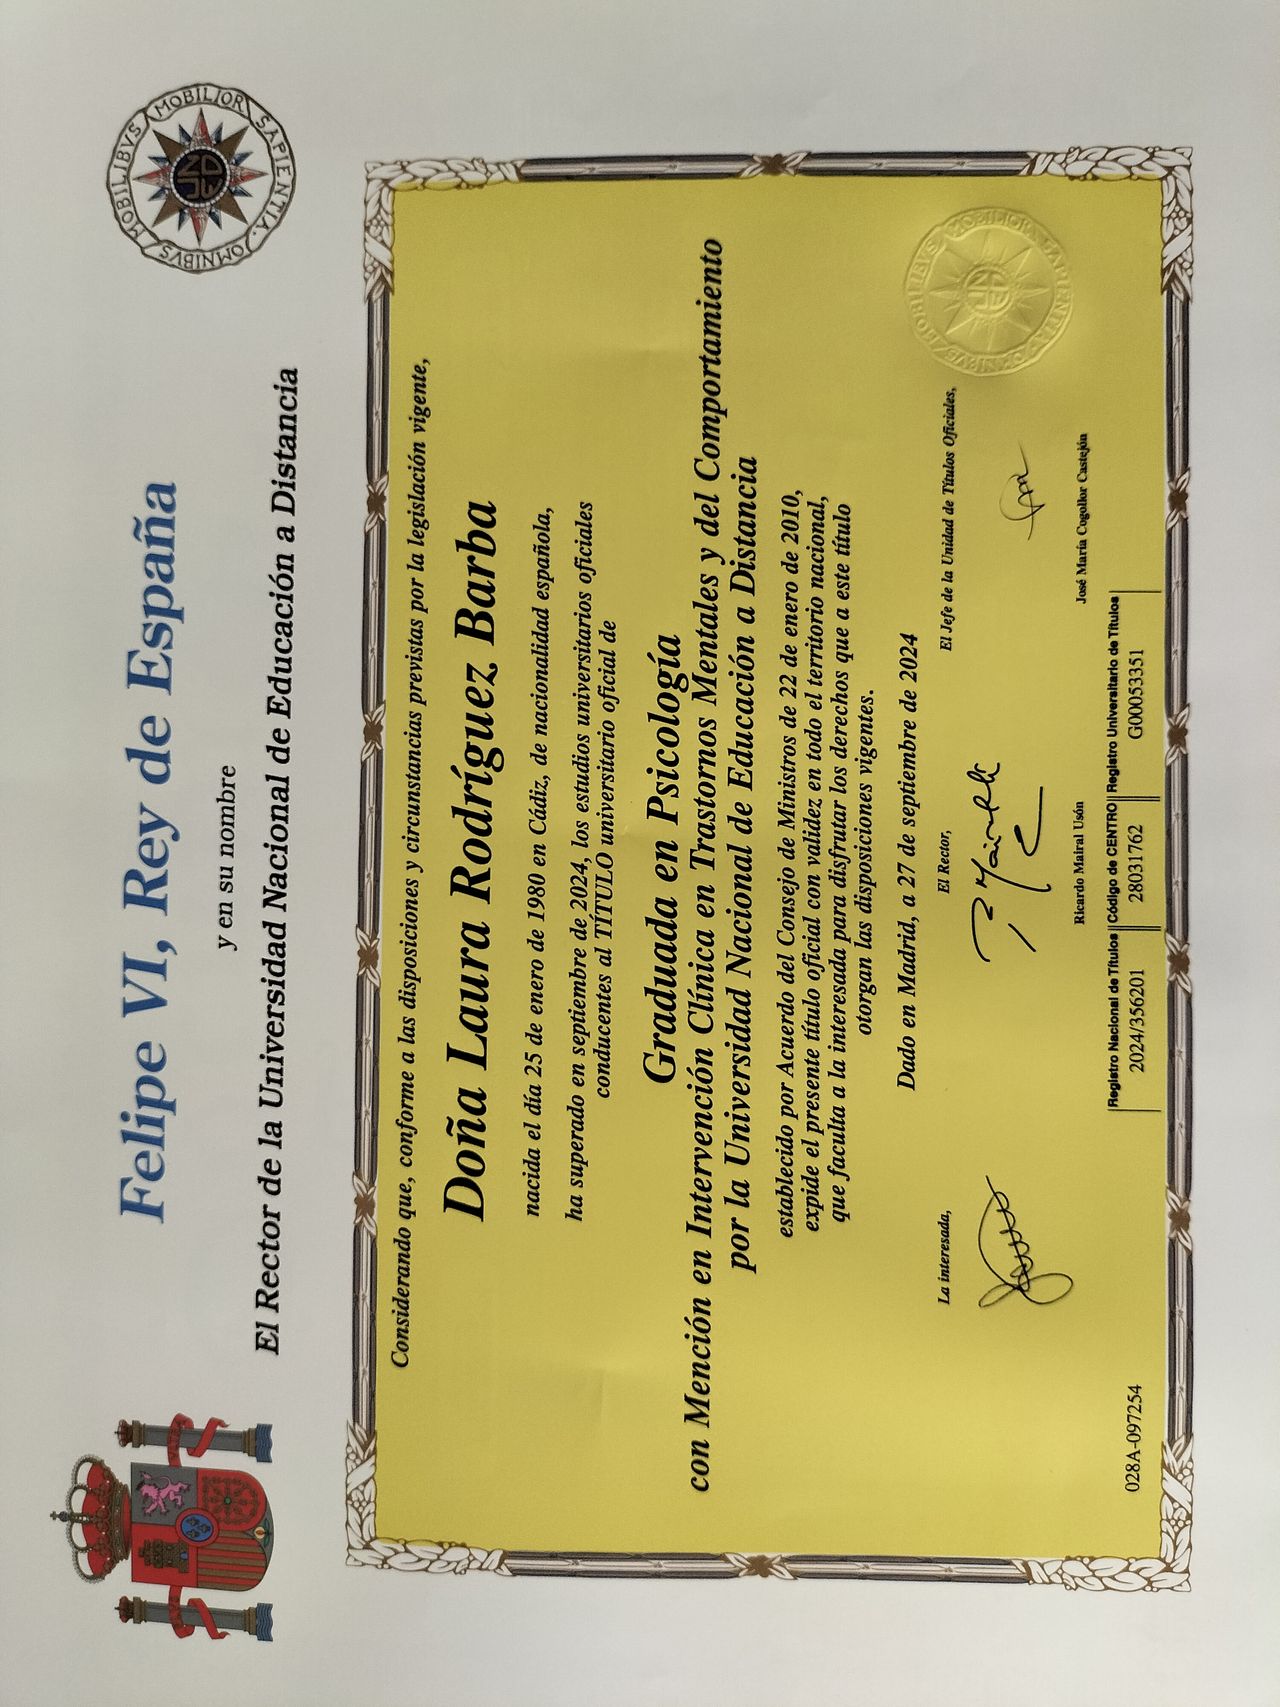 Felipe VI, Rey de España
y en su nombre
El Rector de la Universidad Nacional de Educación a Distancia
OMNIBVS MOBILIBVS MOBILIOR SAPIENTIA.
UNED
Considerando que, conforme a las disposiciones y circunstancias previstas por la legislación vigente,
Doña Laura Rodríguez Barba
nacida el día 25 de enero de 1980 en Cádiz, de nacionalidad española,
ha superado en septiembre de 2024, los estudios universitarios oficiales
conducentes al TÍTULO universitario oficial de
Graduada en Psicología
con Mención en Intervención Clínica en Trastornos Mentales y del Comportamiento
por la Universidad Nacional de Educación a Distancia
establecido por Acuerdo del Consejo de Ministros de 22 de enero de 2010,
expide el presente título oficial con validez en todo el territorio nacional,
que faculta a la interesada para disfrutar los derechos que a este título
otorgan las disposiciones vigentes.
Dado en Madrid, a 27 de septiembre de 2024
La interesada,
El Rector,
El Jefe de la Unidad de Títulos Oficiales,
Ricardo Mairal Usón
José María Cogollor Castejón
OMNIBVS MOBILIBVS MOBILIOR SAPIENTIA.
UNED
Registro Nacional de Títulos Código de CENTRO Registro Universitario de Títulos
028A-097254 2024/356201 28031762 G00053351